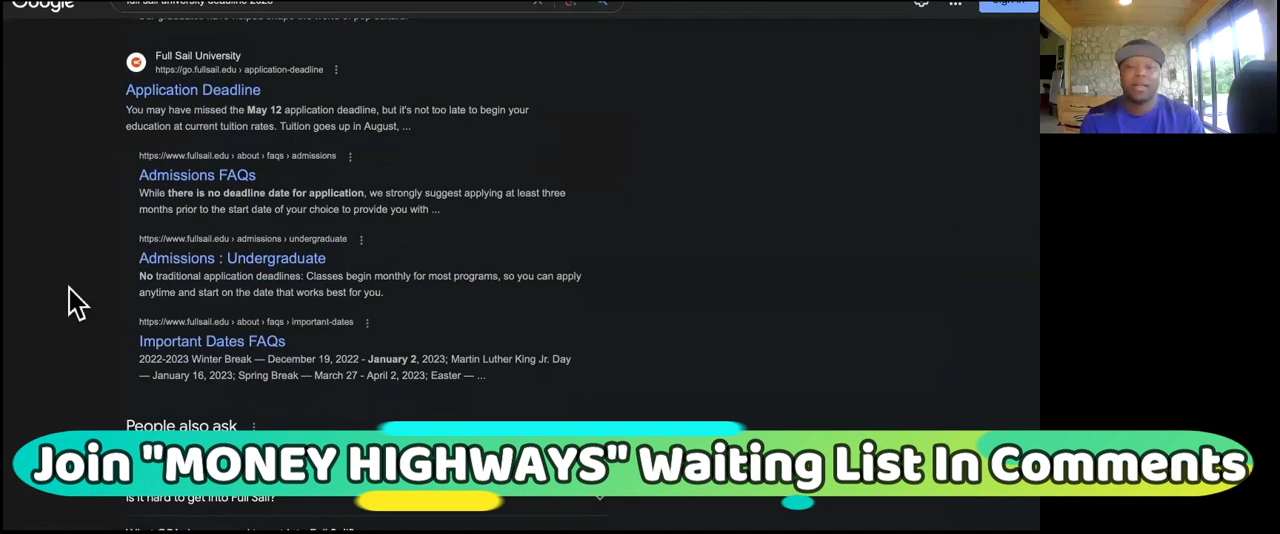 Google
full sail university deadline 2023
Full Sail University
https://go.fullsail.edu › application-deadline
Application Deadline
You may have missed the May 12 application deadline, but it's not too late to begin your
education at current tuition rates. Tuition goes up in August, ...
https://www.fullsail.edu › about › faqs › admissions
Admissions FAQs
While there is no deadline date for application, we strongly suggest applying at least three
months prior to the start date of your choice to provide you with ...
https://www.fullsail.edu › admissions › undergraduate
Admissions : Undergraduate
No traditional application deadlines: Classes begin monthly for most programs, so you can apply
anytime and start on the date that works best for you.
https://www.fullsail.edu › about › faqs › important-dates
Important Dates FAQs
2022-2023 Winter Break — December 19, 2022 - January 2, 2023; Martin Luther King Jr. Day
— January 16, 2023; Spring Break — March 27 - April 2, 2023; Easter — ...
People also ask
Join "MONEY HIGHWAYS" Waiting List In Comments
Is it hard to get into Full Sail?